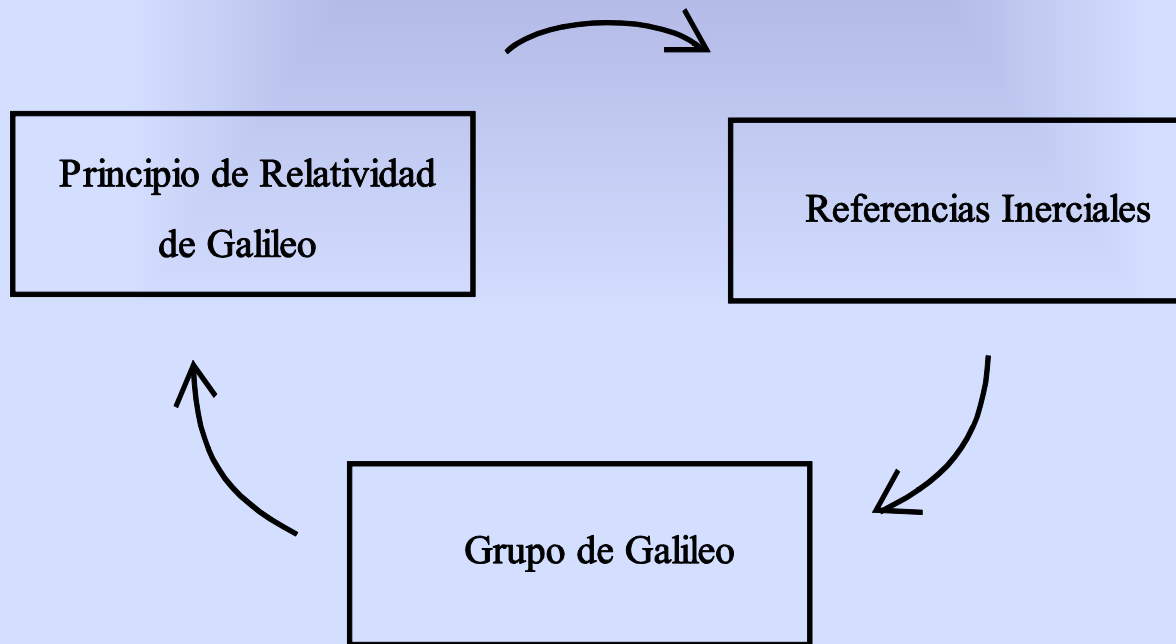 Principio de Relatividad
de Galileo
Referencias Inerciales
Grupo de Galileo